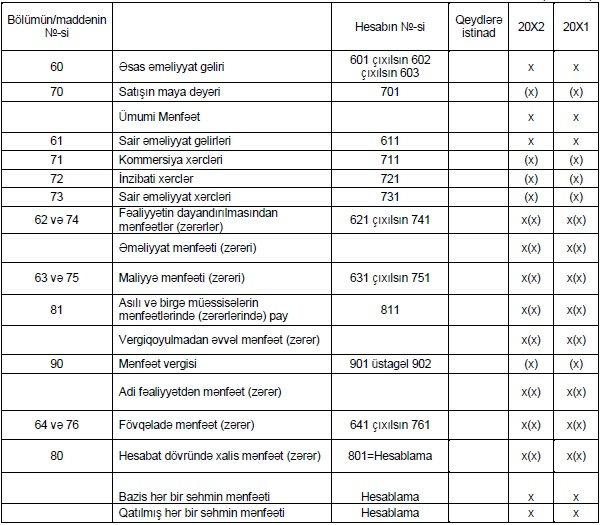 Bölümün/maddənin №-si Hesabın №-si Qeydlərə istinad 20X2 20X1
60 Əsas əməliyyat gəliri 601 çıxılsın 602 çıxılsın 603 x x
70 Satışın maya dəyəri 701 (x) (x)
Ümumi Mənfəət x x
61 Sair əməliyyat gəlirləri 611 x x
71 Kommersiya xərcləri 711 (x) (x)
72 İnzibati xərclər 721 (x) (x)
73 Sair əməliyyat xərcləri 731 (x) (x)
62 və 74 Fəaliyyətin dayandırılmasından mənfəətlər (zərərlər) 621 çıxılsın 741 x(x) x(x)
Əməliyyat mənfəəti (zərəri) x(x) x(x)
63 və 75 Maliyyə mənfəəti (zərəri) 631 çıxılsın 751 x(x) x(x)
81 Asılı və birgə müəssisələrin mənfəətlərində (zərərlərində) pay 811 x(x) x(x)
Vergiqoyulmadan əvvəl mənfəət (zərər) x(x) x(x)
90 Mənfəət vergisi 901 üstəgəl 902 (x) (x)
Adi fəaliyyətdən mənfəət (zərər) x(x) x(x)
64 və 76 Fövqəladə mənfəət (zərər) 641 çıxılsın 761 x(x) x(x)
80 Hesabat dövründə xalis mənfəət (zərər) 801=Hesablama x(x) x(x)
Bazis hər bir səhmin mənfəəti Hesablama x x
Qatılmış hər bir səhmin mənfəəti Hesablama x x